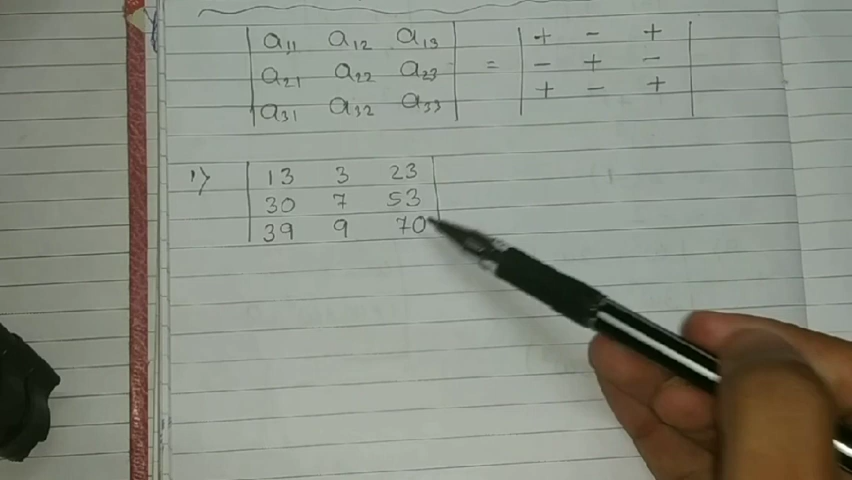 a11 a12 a13 + - +
a21 a22 a23 = - + -
a31 a32 a33 + - +
1) 13 3 23
30 7 53
39 9 70